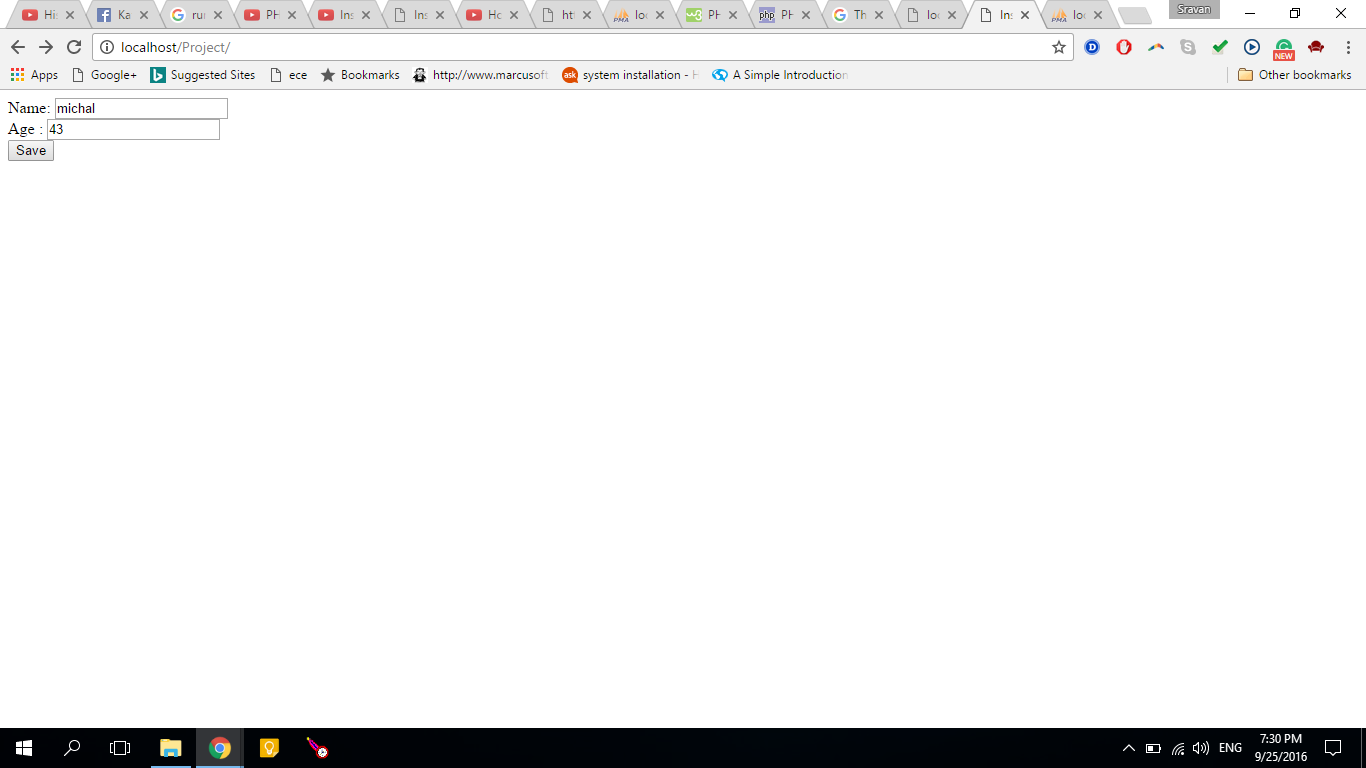 His
Ka
rue
PH
Ins
Ins
Ho
htt
loc
PH
PH
Th
loc
Ins
loc
Sravan
localhost/Project/
Apps
Google+
Suggested Sites
ece
Bookmarks
http://www.marcusoft
system installation - H
A Simple Introduction
Other bookmarks
NEW
Name: michal
Age : 43
Save
ENG
7:30 PM
9/25/2016